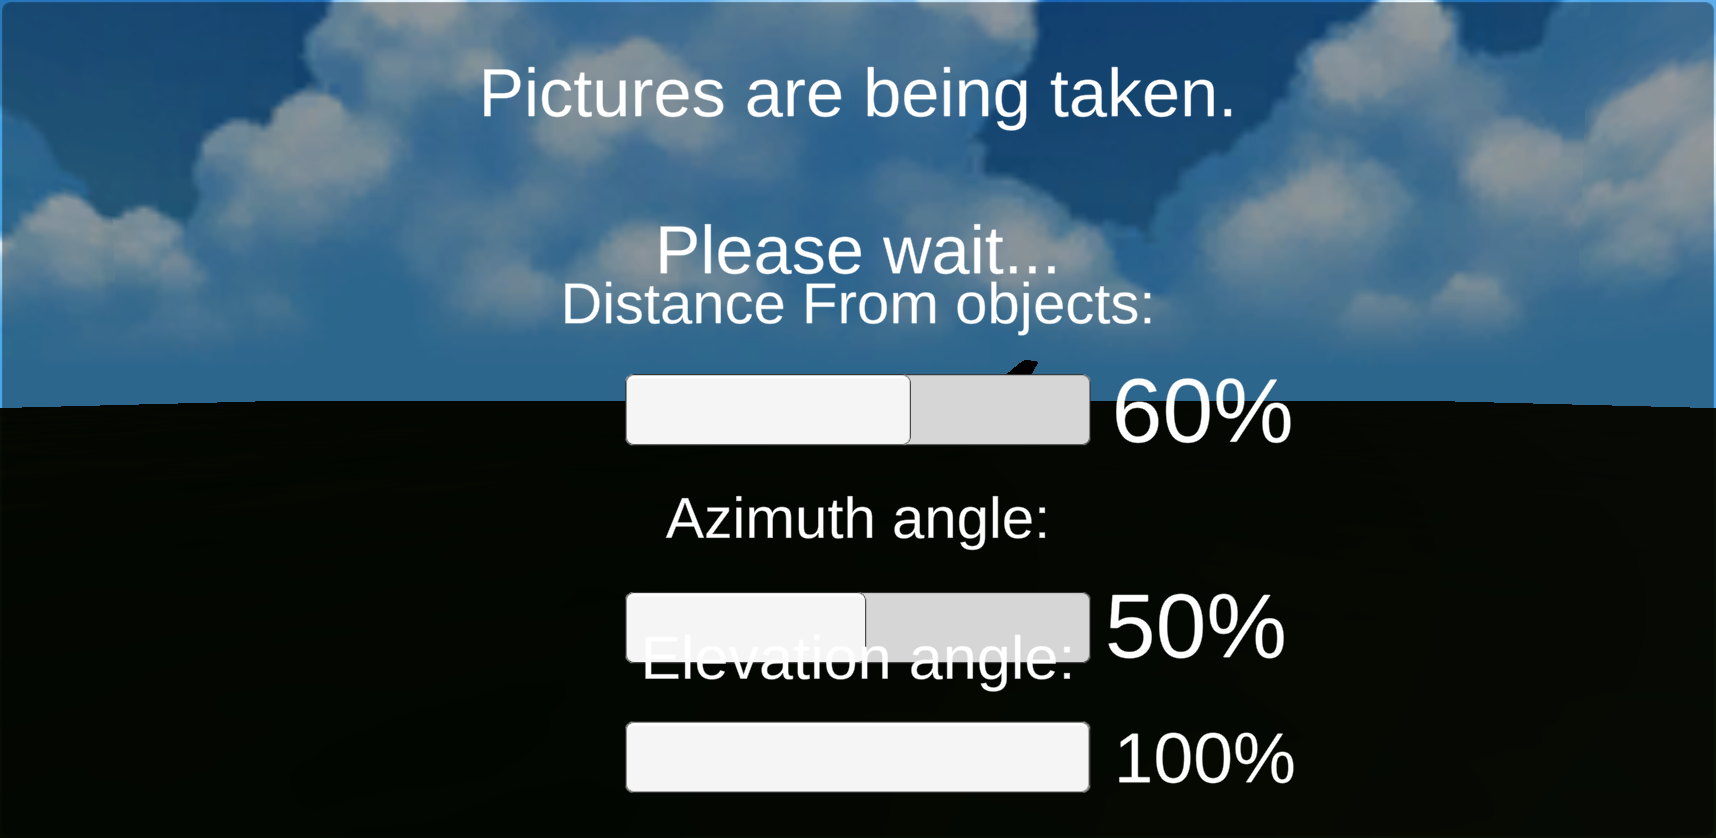 Pictures are being taken.
Please wait...
Distance From objects:
60%
Azimuth angle:
50%
Elevation angle:
100%